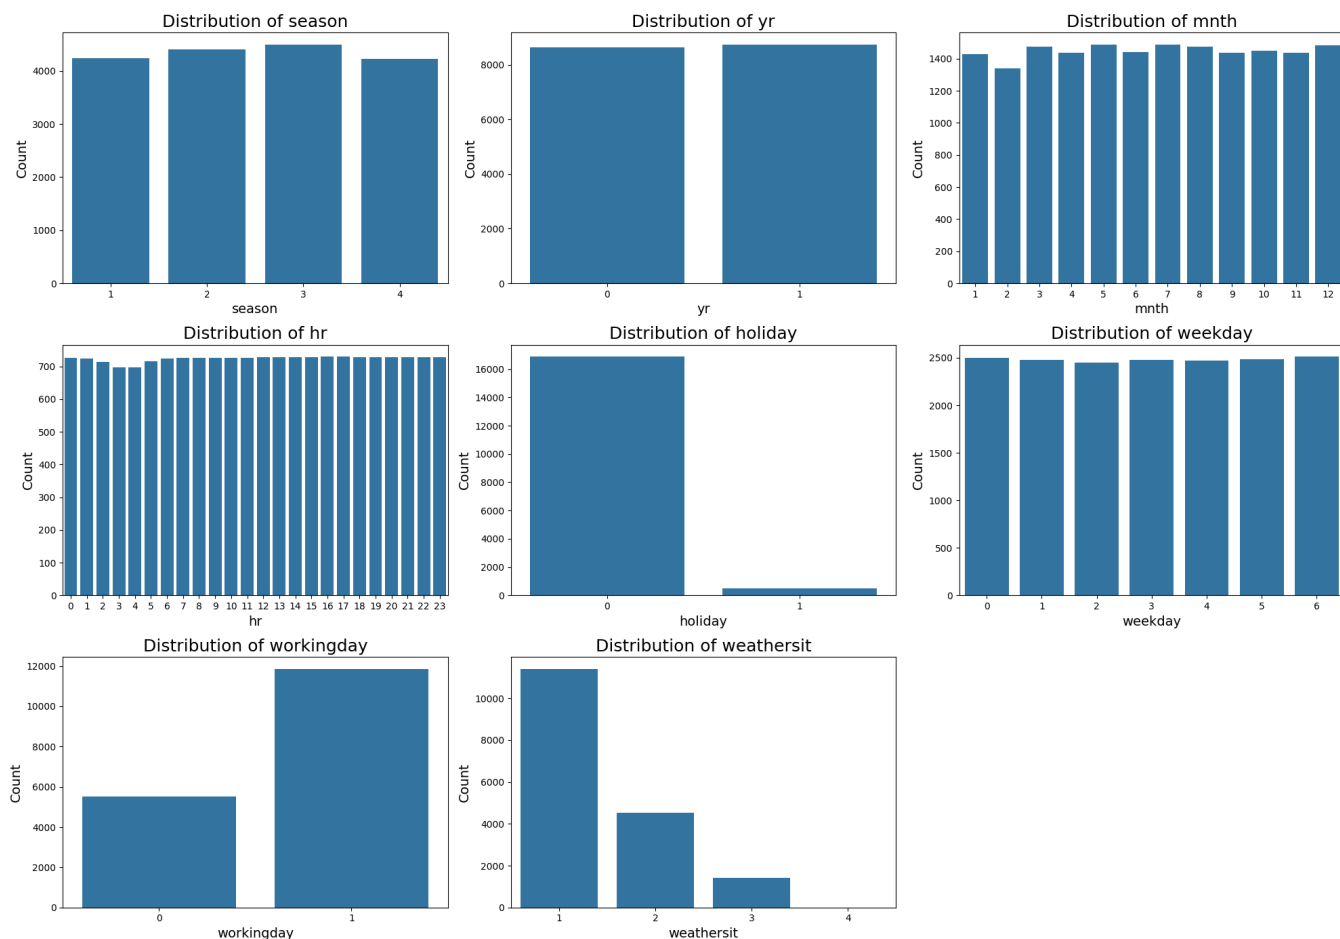 Distribution of season
4000
3000
2000
1000
0
Count
1 2 3 4
season
Distribution of yr
8000
6000
4000
2000
0
Count
0 1
yr
Distribution of mnth
1400
1200
1000
800
600
400
200
0
Count
1 2 3 4 5 6 7 8 9 10 11 12
mnth
Distribution of hr
700
600
500
400
300
200
100
0
Count
0 1 2 3 4 5 6 7 8 9 10 11 12 13 14 15 16 17 18 19 20 21 22 23
hr
Distribution of holiday
16000
14000
12000
10000
8000
6000
4000
2000
0
Count
0 1
holiday
Distribution of weekday
2500
2000
1500
1000
500
0
Count
0 1 2 3 4 5 6
weekday
Distribution of workingday
12000
10000
8000
6000
4000
2000
0
Count
0 1
workingday
Distribution of weathersit
10000
8000
6000
4000
2000
0
Count
1 2 3 4
weathersit